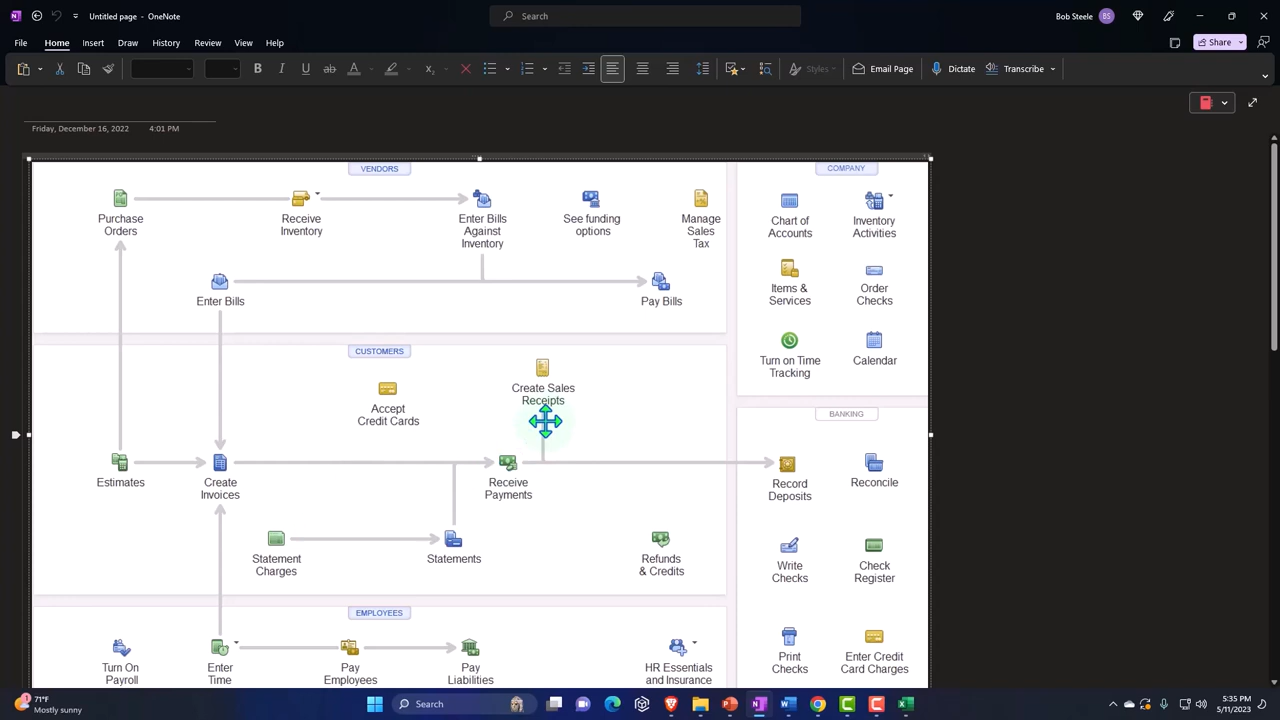 Untitled page - OneNote
Search
Bob Steele
BS
File
Home
Insert
Draw
History
Review
View
Help
Share
Styles
Email Page
Dictate
Transcribe
Friday, December 16, 2022
4:01 PM
VENDORS
Purchase
Orders
Receive
Inventory
Enter Bills
Against
Inventory
See funding
options
Manage
Sales
Tax
Enter Bills
Pay Bills
CUSTOMERS
Accept
Credit Cards
Create Sales
Receipts
Estimates
Create
Invoices
Receive
Payments
Statement
Charges
Statements
Refunds
& Credits
EMPLOYEES
Turn On
Payroll
Enter
Time
Pay
Employees
Pay
Liabilities
HR Essentials
and Insurance
COMPANY
Chart of
Accounts
Inventory
Activities
Items &
Services
Order
Checks
Turn on Time
Tracking
Calendar
BANKING
Record
Deposits
Reconcile
Write
Checks
Check
Register
Print
Checks
Enter Credit
Card Charges
71°F
Mostly sunny
Search
5:35 PM
5/11/2023